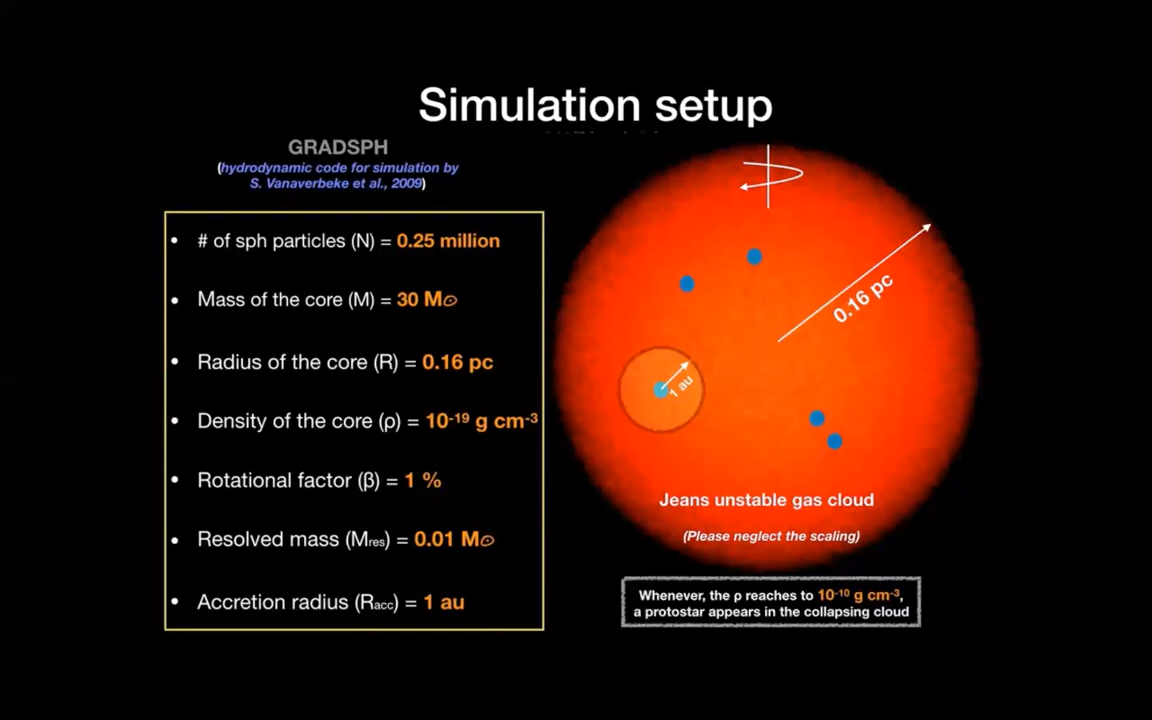 Simulation setup
GRADSPH
(hydrodynamic code for simulation by
S. Vanaverbeke et al., 2009)
• # of sph particles (N) = 0.25 million
• Mass of the core (M) = 30 M⊙
• Radius of the core (R) = 0.16 pc
• Density of the core (ρ) = 10⁻¹⁹ g cm⁻³
• Rotational factor (β) = 1 %
• Resolved mass (Mres) = 0.01 M⊙
• Accretion radius (Racc) = 1 au
0.16 pc
1 au
Jeans unstable gas cloud
(Please neglect the scaling)
Whenever, the ρ reaches to 10⁻¹⁰ g cm⁻³,
a protostar appears in the collapsing cloud